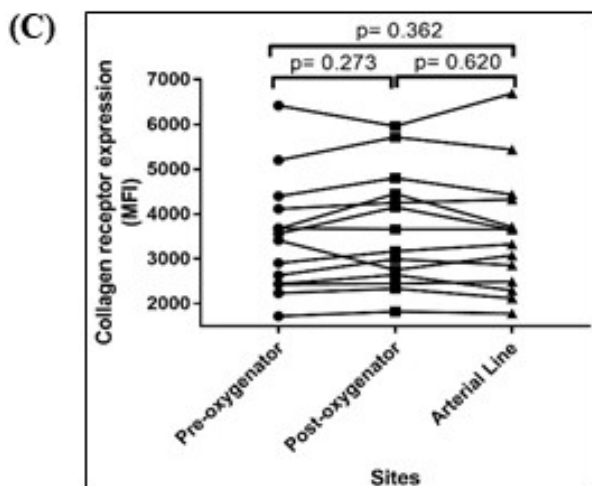 (C)
p= 0.362
p= 0.273
p= 0.620
Collagen receptor expression
(MFI)
7000
6000
5000
4000
3000
2000
Pre-oxygenator
Post-oxygenator
Arterial Line
Sites